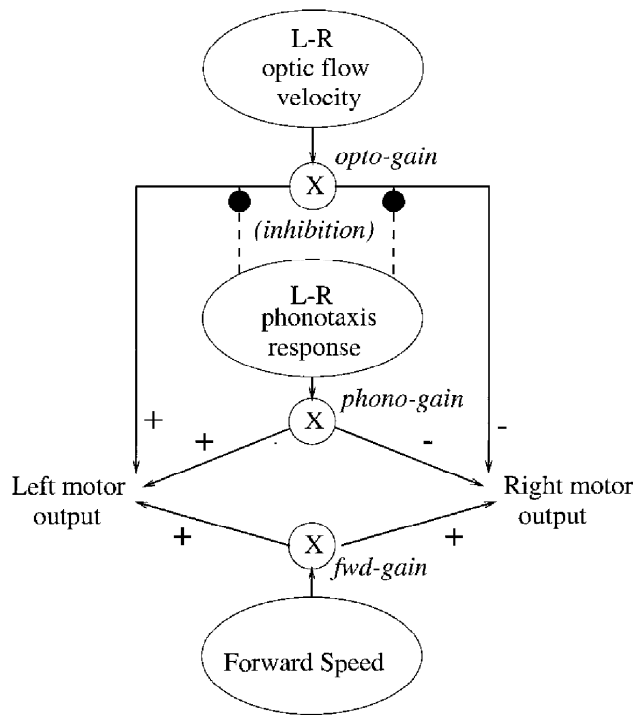 L-R
optic flow
velocity
opto-gain
X
(inhibition)
L-R
phonotaxis
response
phono-gain
X
+
-
+
+
-
Left motor
output
Right motor
output
+
X
+
fwd-gain
Forward Speed